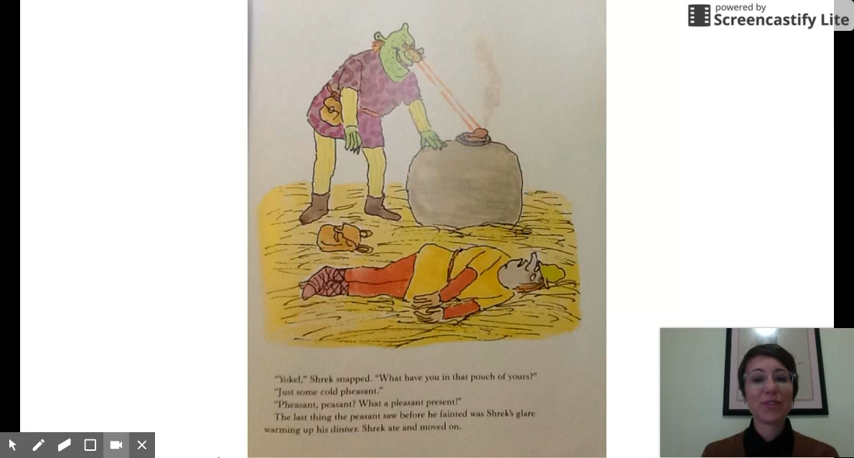 powered by
Screencastify Lite
"Yokel," Shrek snapped. "What have you in that pouch of yours?"
"Just some cold pheasant."
"Pheasant, peasant? What a pleasant present!"
The last thing the peasant saw before he fainted was Shrek's glare
warming up his dinner. Shrek ate and moved on.